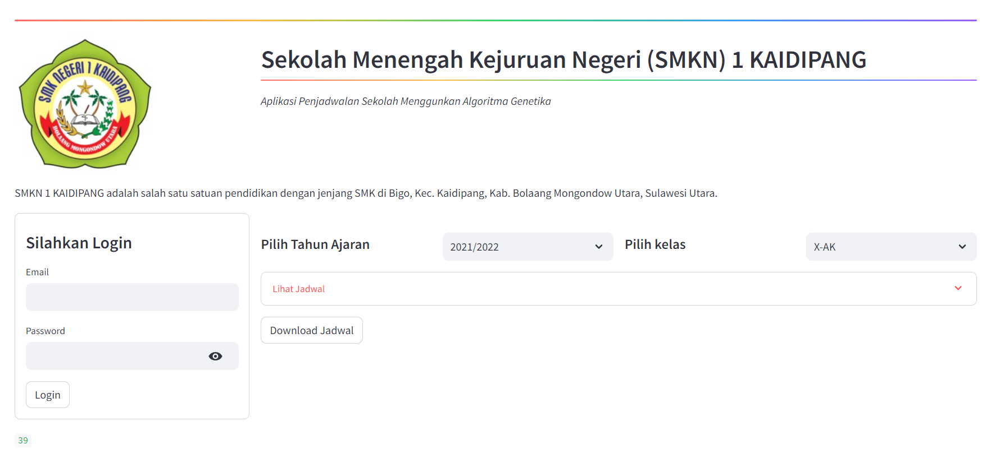 SMK NEGERI 1 KAIDIPANG
BOLAANG MONGONDOW UTARA
Sekolah Menengah Kejuruan Negeri (SMKN) 1 KAIDIPANG
Aplikasi Penjadwalan Sekolah Menggunkan Algoritma Genetika
SMKN 1 KAIDIPANG adalah salah satu satuan pendidikan dengan jenjang SMK di Bigo, Kec. Kaidipang, Kab. Bolaang Mongondow Utara, Sulawesi Utara.
Silahkan Login
Email
Password
Login
Pilih Tahun Ajaran 2021/2022 Pilih kelas X-AK
Lihat Jadwal
Download Jadwal
39